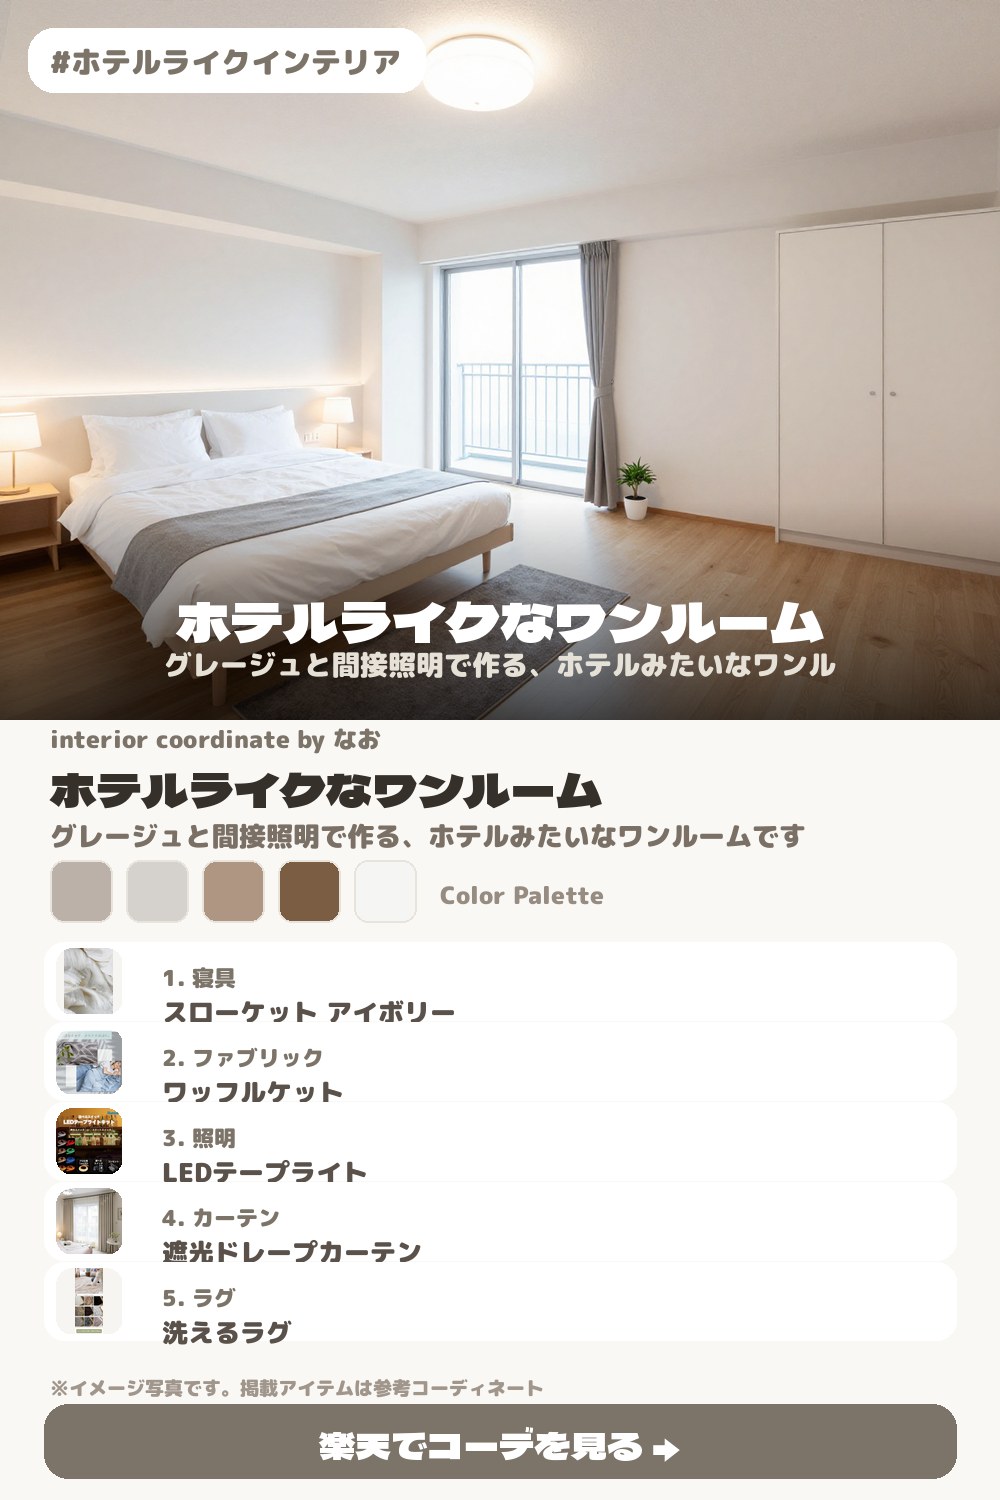 #ホテルライクインテリア
ホテルライクなワンルーム
グレージュと間接照明で作る、ホテルみたいなワンル
interior coordinate by なお
ホテルライクなワンルーム
グレージュと間接照明で作る、ホテルみたいなワンルームです
Color Palette
1. 寝具
スローケット アイボリー
2. ファブリック
ワッフルケット
3. 照明
LEDテープライト
4. カーテン
遮光ドレープカーテン
5. ラグ
洗えるラグ
※イメージ写真です。掲載アイテムは参考コーディネート
楽天でコーデを見る →